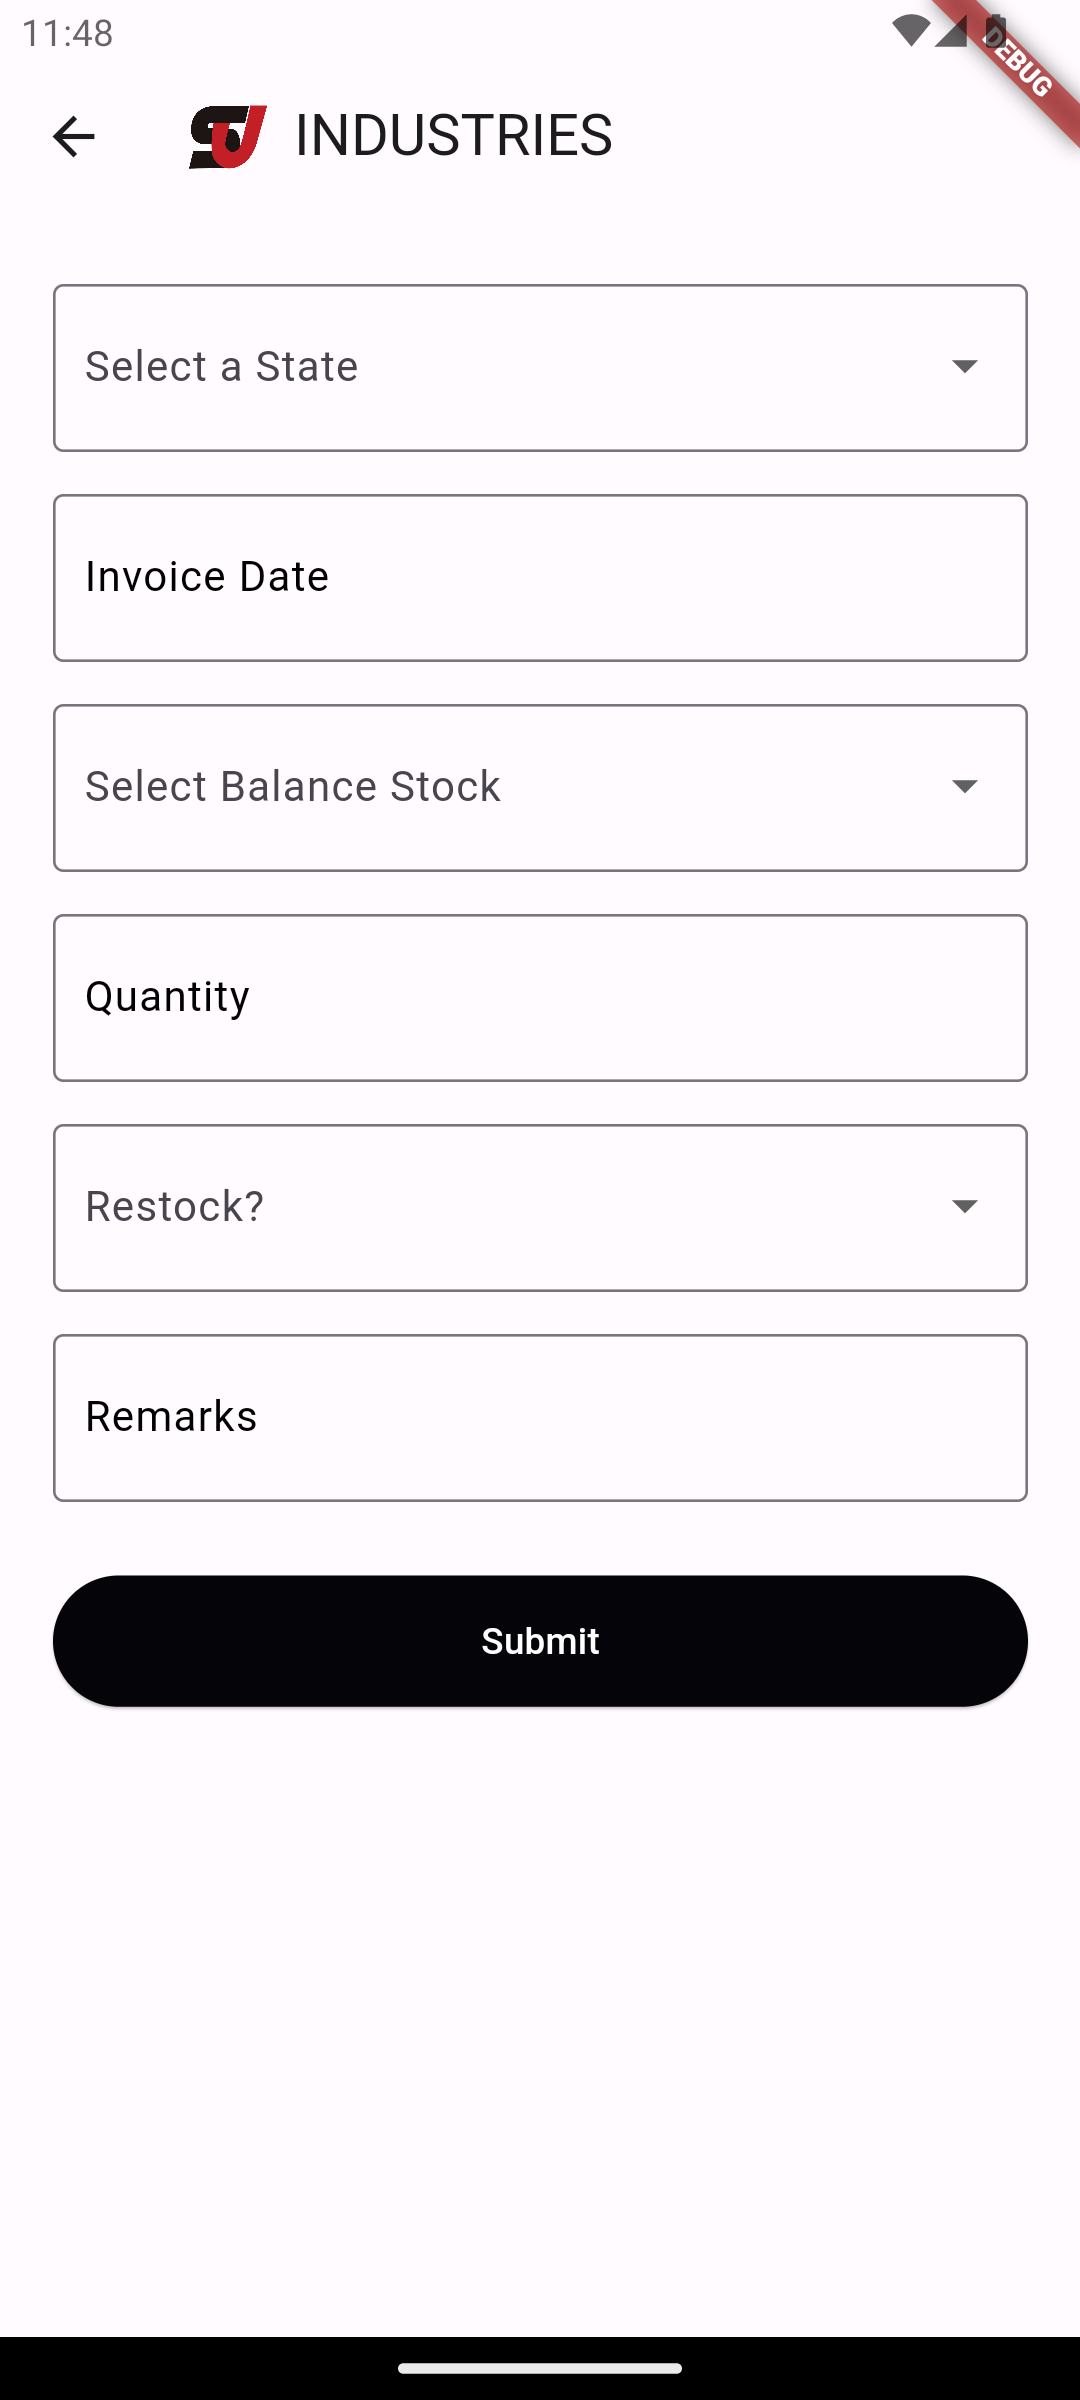 11:48
DEBUG
SJ INDUSTRIES
Select a State
Invoice Date
Select Balance Stock
Quantity
Restock?
Remarks
Submit